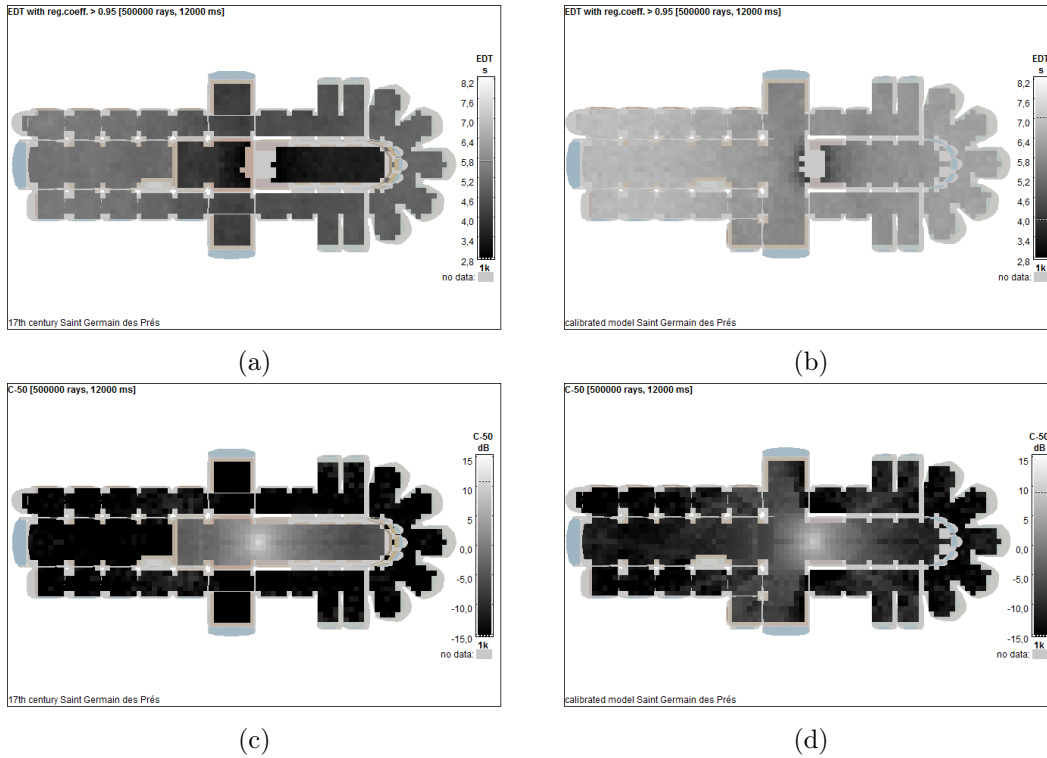 EDT with reg.coeff. > 0.95 [500000 rays, 12000 ms]
EDT
s
8,2
7,6
7,0
6,4
5,8
5,2
4,6
4,0
3,4
2,8
1k
no data:
17th century Saint Germain des Prés
(a)
EDT with reg.coeff. > 0.95 [500000 rays, 12000 ms]
EDT
s
8,2
7,6
7,0
6,4
5,8
5,2
4,6
4,0
3,4
2,8
1k
no data:
calibrated model Saint Germain des Prés
(b)
C-50 [500000 rays, 12000 ms]
C-50
dB
15
10
5
0,0
-5,0
-10,0
-15,0
1k
no data:
17th century Saint Germain des Prés
(c)
C-50 [500000 rays, 12000 ms]
C-50
dB
15
10
5
0,0
-5,0
-10,0
-15,0
1k
no data:
calibrated model Saint Germain des Prés
(d)